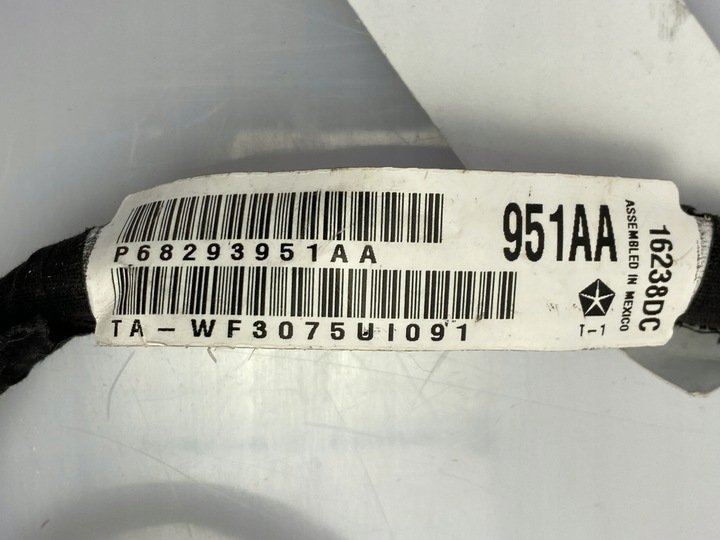 P68293951AA
TA-WF3075UI091
951AA
T-1
ASSEMBLED IN MEXICO
16238DC